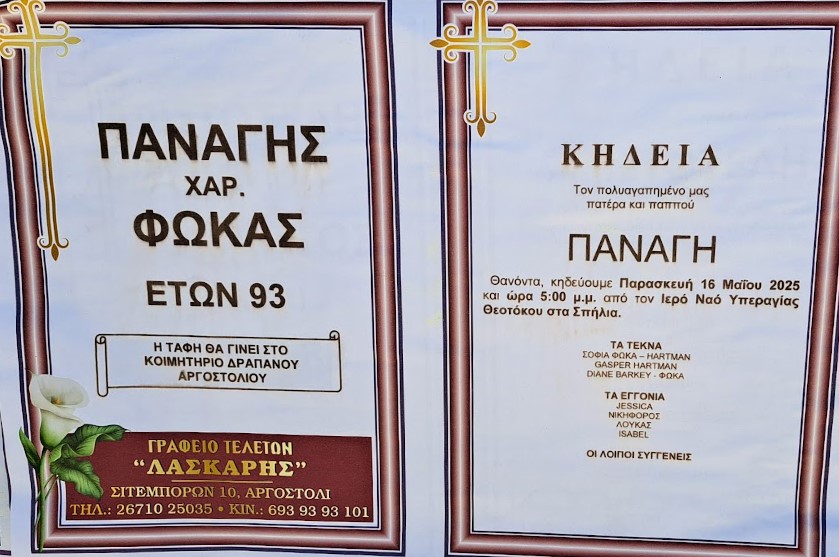 ΠΑΝΑΓΗΣ
ΧΑΡ.
ΦΩΚΑΣ
ΕΤΩΝ 93
Η ΤΑΦΗ ΘΑ ΓΙΝΕΙ ΣΤΟ
ΚΟΙΜΗΤΗΡΙΟ ΔΡΑΠΑΝΟΥ
ΑΡΓΟΣΤΟΛΙΟΥ
ΓΡΑΦΕΙΟ ΤΕΛΕΤΩΝ
“ΛΑΣΚΑΡΗΣ”
ΣΙΤΕΜΠΟΡΩΝ 10, ΑΡΓΟΣΤΟΛΙ
ΤΗΛ.: 26710 25035 • ΚΙΝ.: 693 93 93 101
ΚΗΔΕΙΑ
Τον πολυαγαπημένο μας
πατέρα και παππού
ΠΑΝΑΓΗ
Θανόντα, κηδεύουμε Παρασκευή 16 Μαΐου 2025
και ώρα 5:00 μ.μ. από τον Ιερό Ναό Υπεραγίας
Θεοτόκου στα Σπήλια.
ΤΑ ΤΕΚΝΑ
ΣΟΦΙΑ ΦΩΚΑ – HARTMAN
GASPER HARTMAN
DIANE BARKEY - ΦΩΚΑ
ΤΑ ΕΓΓΟΝΙΑ
JESSICA
ΝΙΚΗΦΟΡΟΣ
ΛΟΥΚΑΣ
ISABEL
ΟΙ ΛΟΙΠΟΙ ΣΥΓΓΕΝΕΙΣ